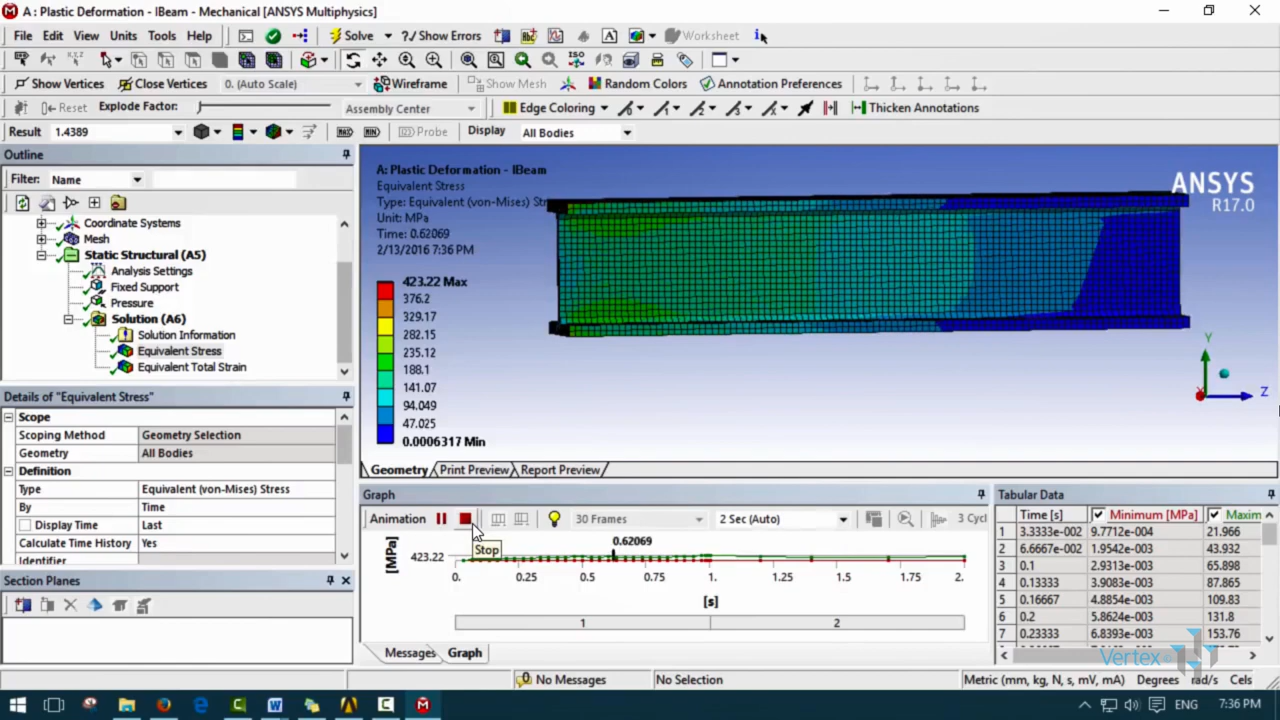 A : Plastic Deformation - IBeam - Mechanical [ANSYS Multiphysics]
File Edit View Units Tools Help Solve ?/ Show Errors Worksheet
Show Vertices Close Vertices 0. (Auto Scale) Wireframe Show Mesh Random Colors Annotation Preferences
Reset Explode Factor: Assembly Center Edge Coloring Thicken Annotations
Result 1.4389 MAX MIN Probe Display All Bodies
Outline
Filter: Name
Coordinate Systems
Mesh
Static Structural (A5)
Analysis Settings
Fixed Support
Pressure
Solution (A6)
Solution Information
Equivalent Stress
Equivalent Total Strain
Details of "Equivalent Stress"
Scope
Scoping Method Geometry Selection
Geometry All Bodies
Definition
Type Equivalent (von-Mises) Stress
By Time
Display Time Last
Calculate Time History Yes
Identifier
Section Planes
A: Plastic Deformation - IBeam
Equivalent Stress
Type: Equivalent (von-Mises) Str
Unit: MPa
Time: 0.62069
2/13/2016 7:36 PM
423.22 Max
376.2
329.17
282.15
235.12
188.1
141.07
94.049
47.025
0.0006317 Min
ANSYS
R17.0
Y
X
Z
Geometry Print Preview Report Preview
Graph
Animation 30 Frames 2 Sec (Auto) 3 Cycl
Stop
0.62069
[MPa]
423.22
0. 0.25 0.5 0.75 1. 1.25 1.5 1.75 2.
[s]
1 2
Messages Graph
Tabular Data
Time [s] Minimum [MPa] Maxim
1 3.3333e-002 9.7771e-004 21.966
2 6.6667e-002 1.9542e-003 43.932
3 0.1 2.9313e-003 65.898
4 0.13333 3.9083e-003 87.865
5 0.16667 4.8854e-003 109.83
6 0.2 5.8624e-003 131.8
7 0.23333 6.8393e-003 153.76
Vertex
No Messages No Selection Metric (mm, kg, N, s, mV, mA) Degrees rad/s Cels
ENG 7:36 PM